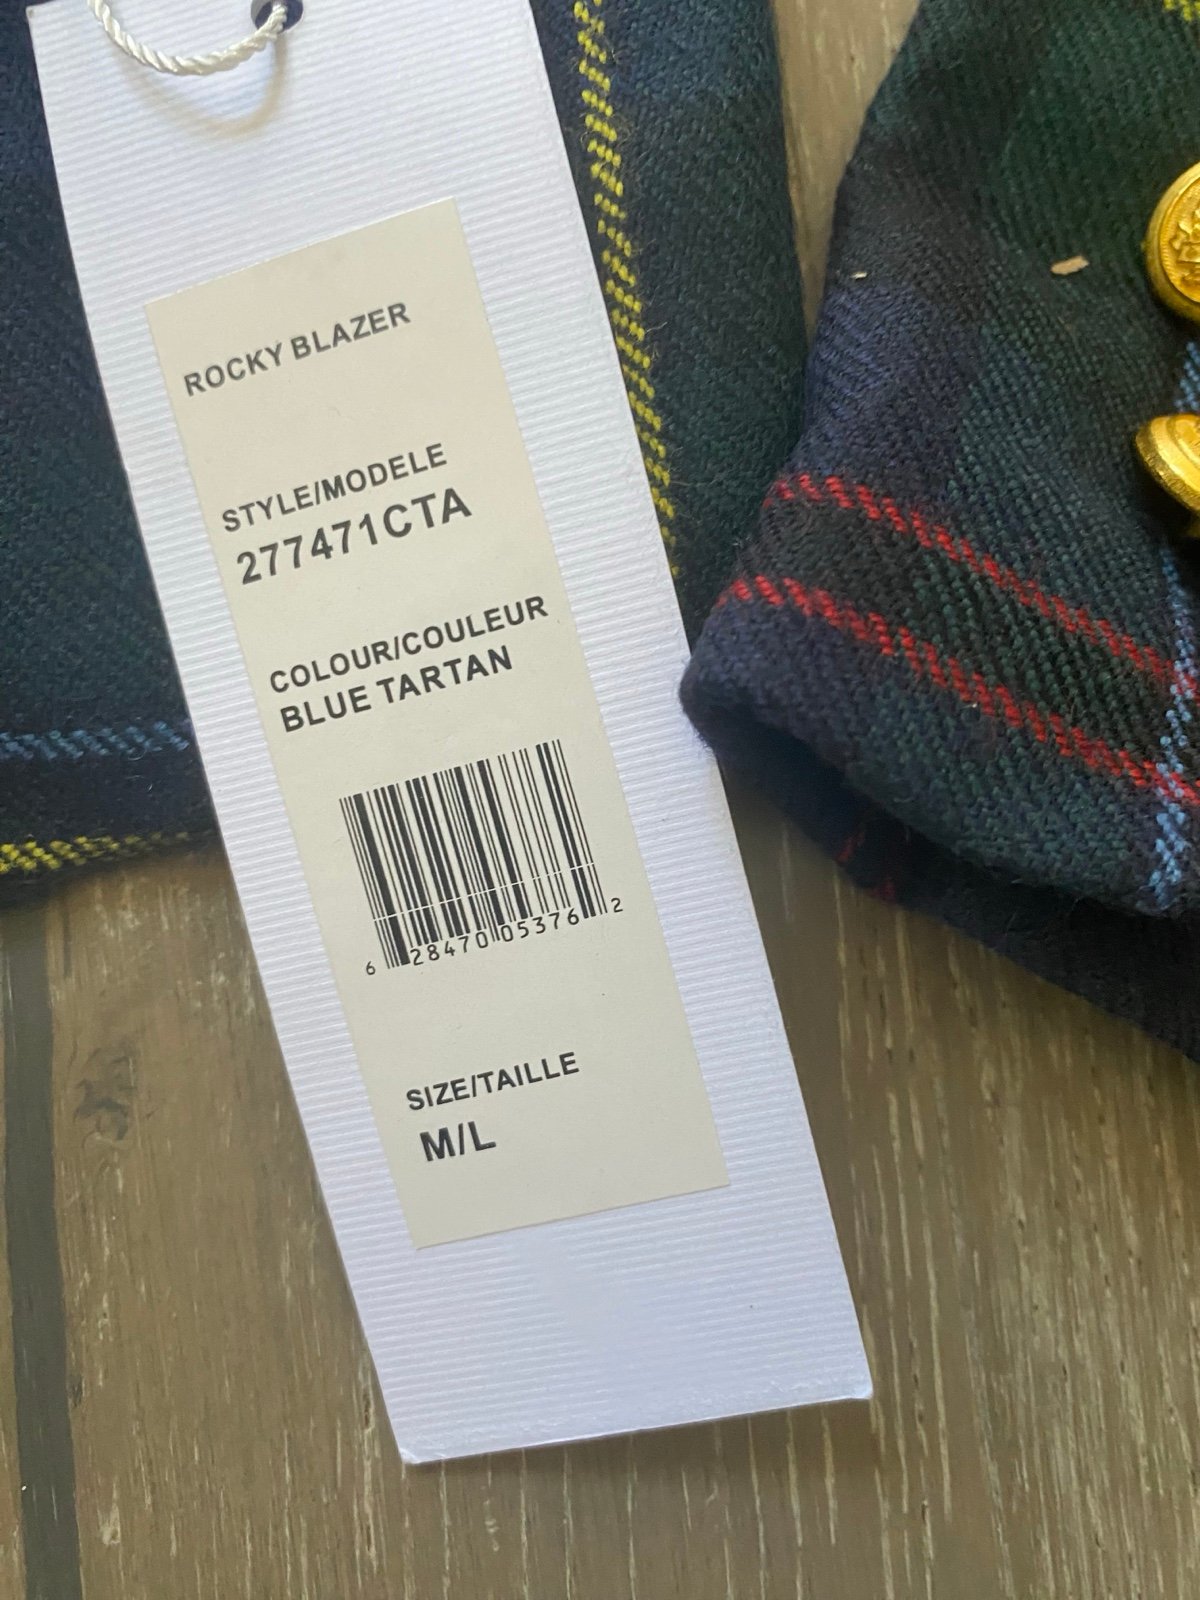 ROCKY BLAZER
STYLE/MODELE
277471CTA
COLOUR/COULEUR
BLUE TARTAN
6 28470 05376 2
SIZE/TAILLE
M/L